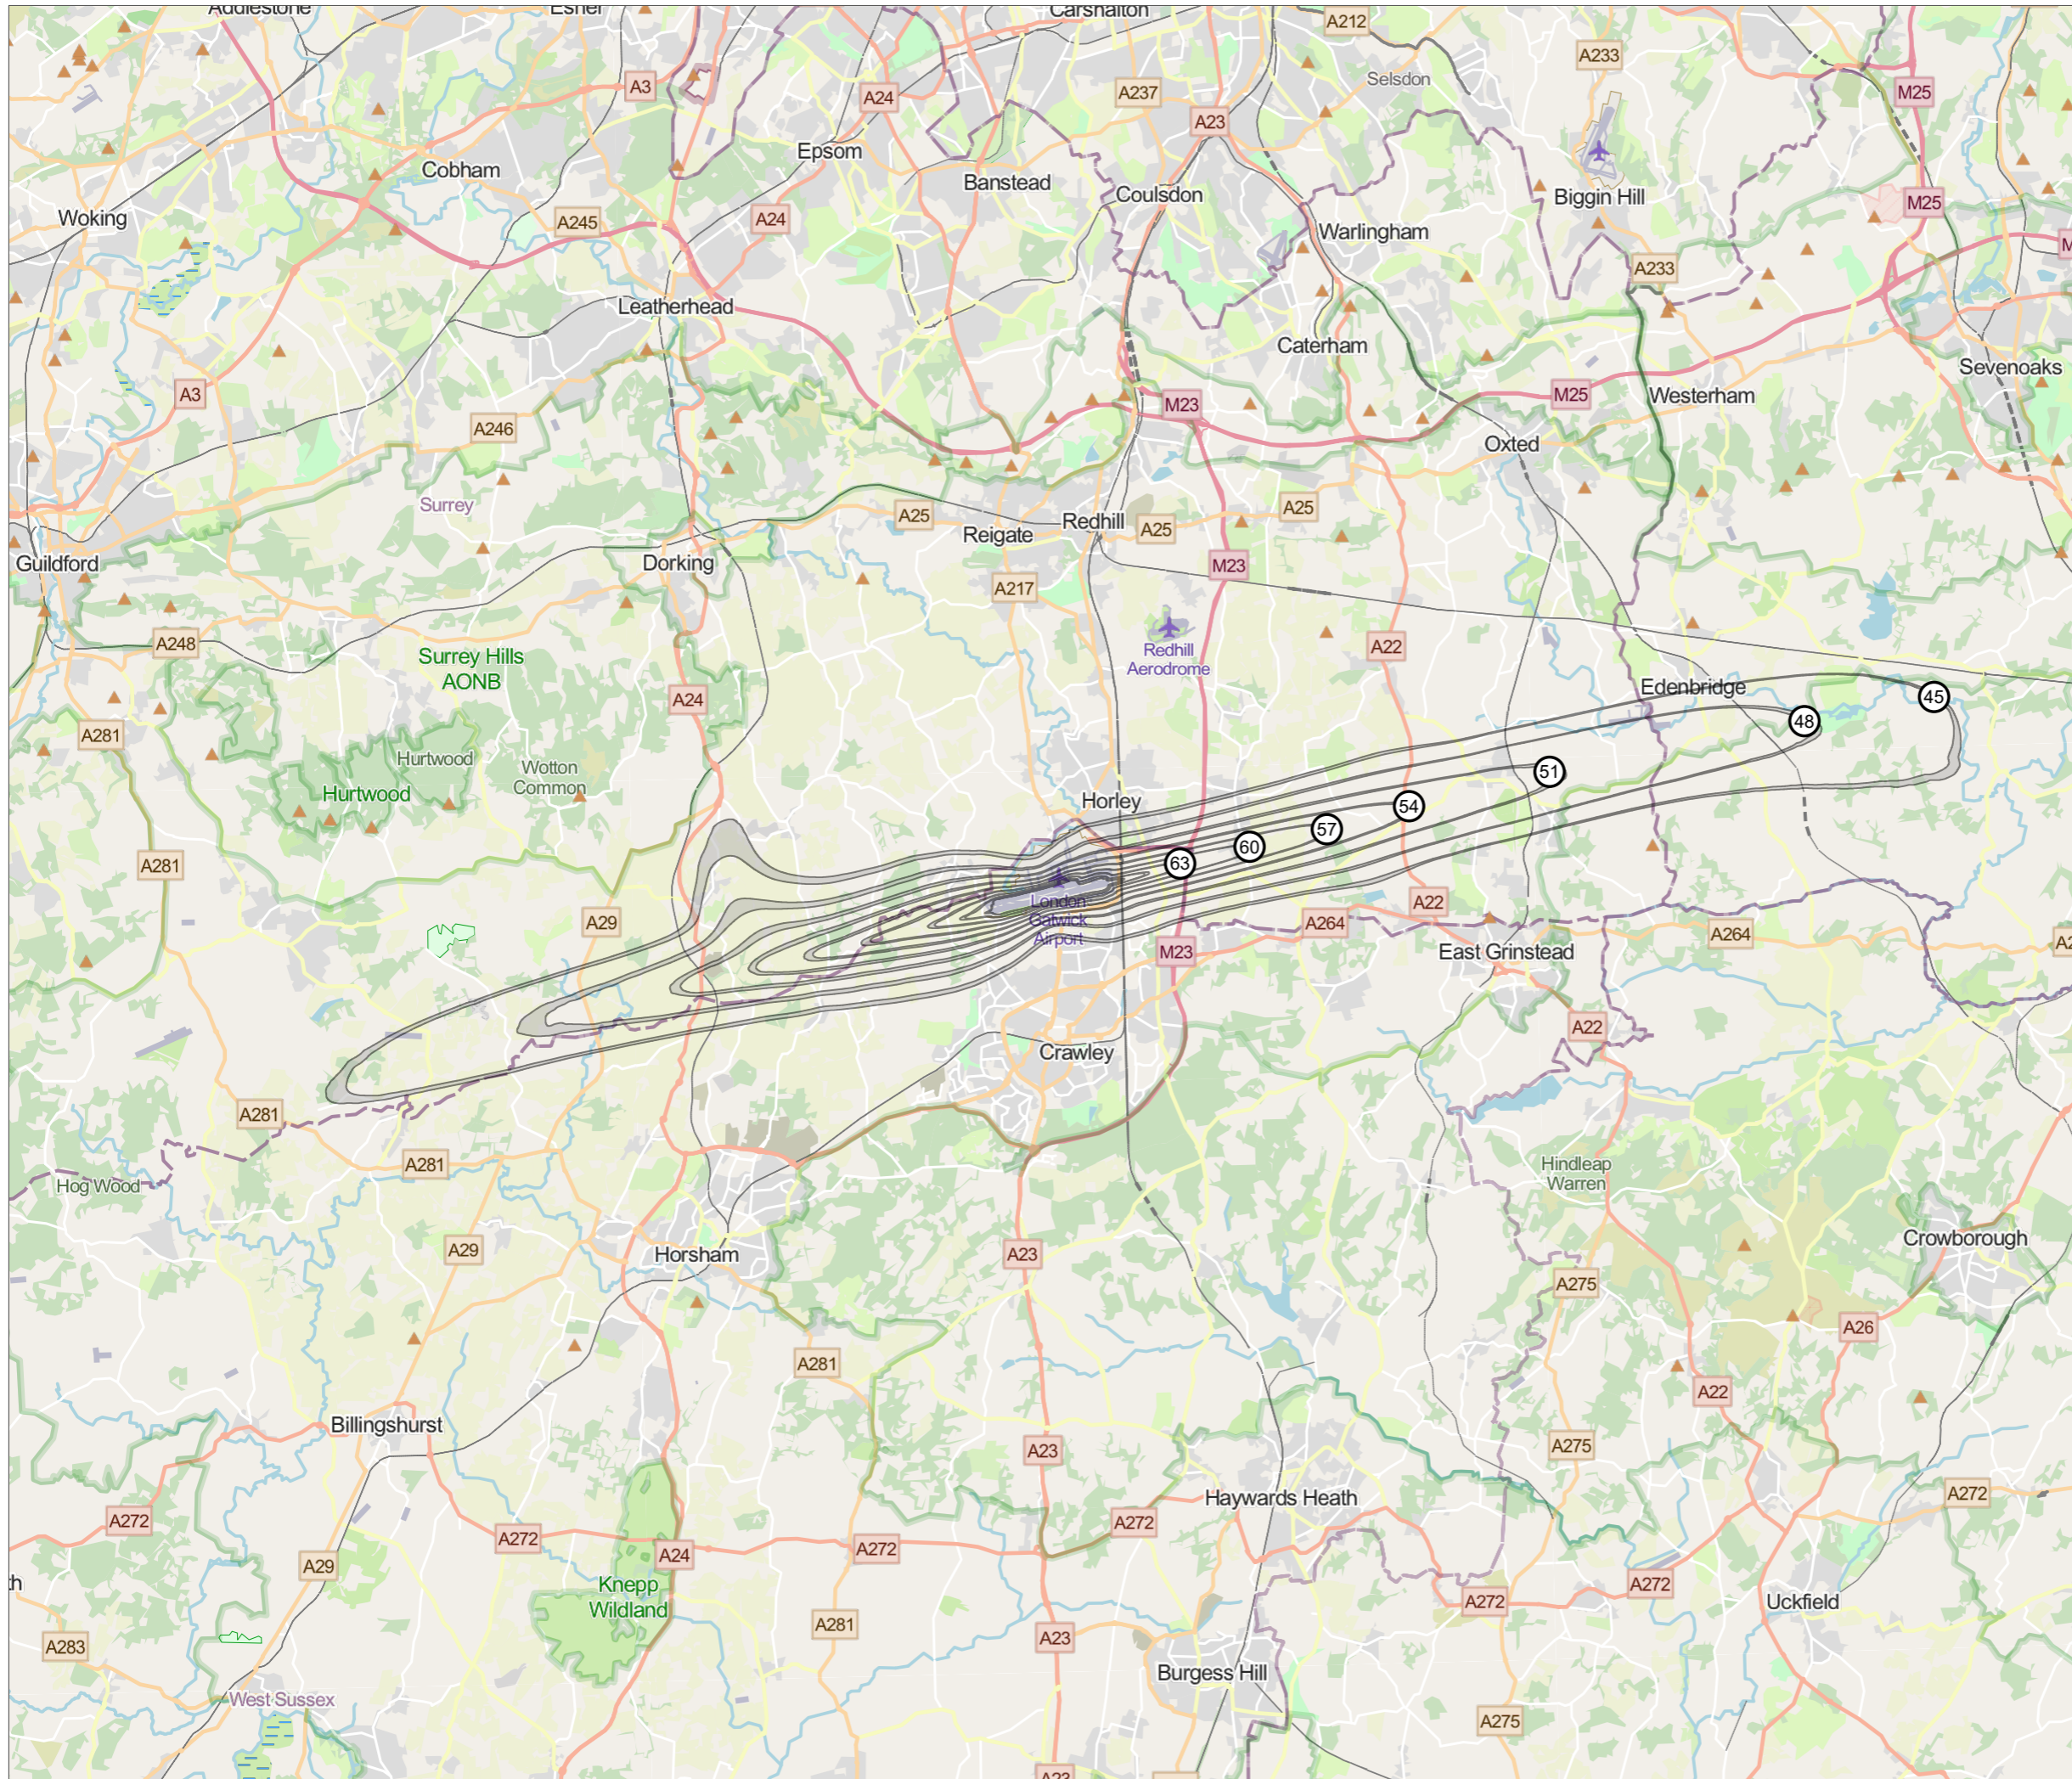 Addlestone
Esher
Carshalton
A212
A233
Selsdon
A3
A24
A237
M25
A23
Epsom
Cobham
Banstead
Coulsdon
Biggin Hill
M25
Woking
A245
A24
Warlingham
A233
Leatherhead
Caterham
Sevenoaks
A3
M23
M25
Westerham
A246
Oxted
Surrey
A25
Reigate
Redhill
A25
A25
Guildford
Dorking
M23
A217
A248
Surrey Hills
AONB
Redhill
Aerodrome
A22
A24
Edenbridge
45
48
A281
Hurtwood
Wotton
Common
51
Hurtwood
Horley
54
57
60
63
A281
A29
London
Gatwick
Airport
A22
A264
A264
M23
East Grinstead
A22
Crawley
A281
A281
Hog Wood
Hindleap
Warren
A29
Horsham
A23
Crowborough
A275
A26
A281
A22
Billingshurst
A23
A275
Haywards Heath
A272
A272
A272
A272
A24
A272
A29
Knepp
Wildland
A272
A272
Uckfield
A283
A281
A23
Burgess Hill
West Sussex
A275
A23